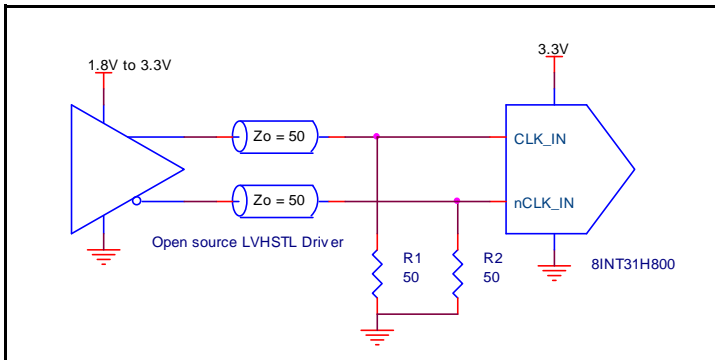 1.8V to 3.3V
3.3V
Zo = 50
CLK_IN
Zo = 50
nCLK_IN
Open source LVHSTL Driver
R1
50
R2
50
8INT31H800